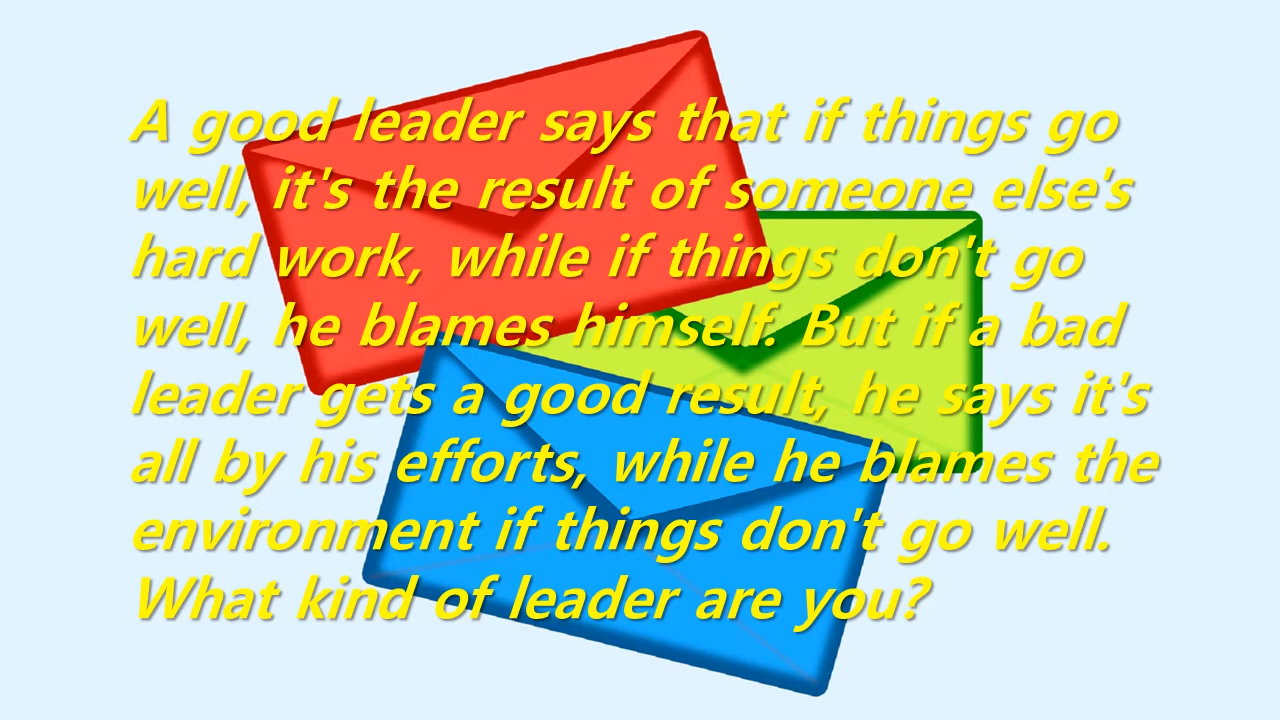 A good leader says that if things go
well, it's the result of someone else's
hard work, while if things don't go
well, he blames himself. But if a bad
leader gets a good result, he says it's
all by his efforts, while he blames the
environment if things don't go well.
What kind of leader are you?